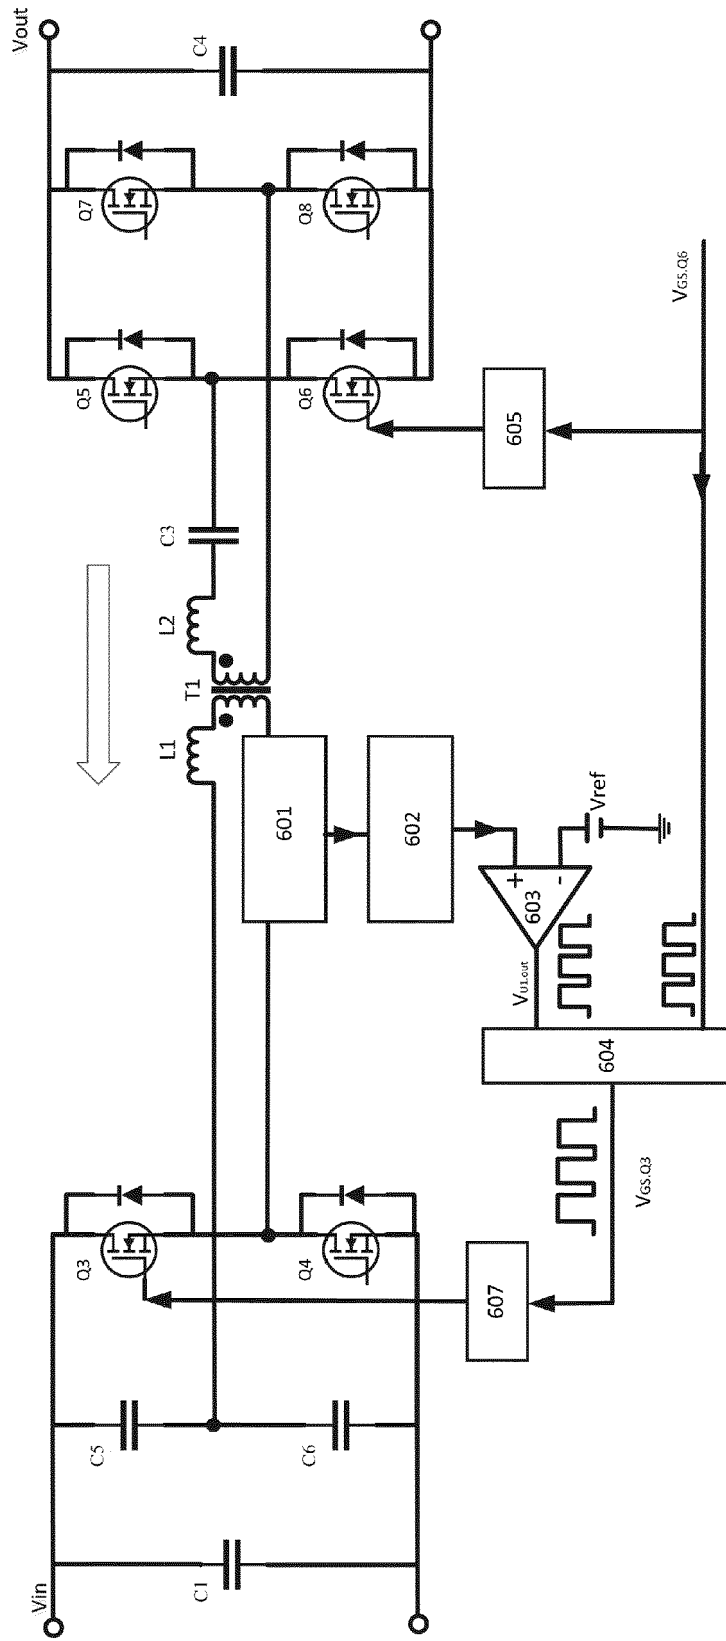 Vin
C1
C5
C6
Q3
Q4
607
VGS.Q3
604
VU1.out
603
+
-
Vref
601
602
L1
T1
L2
C3
Q5
Q6
605
VGS.Q6
Q7
Q8
C4
Vout